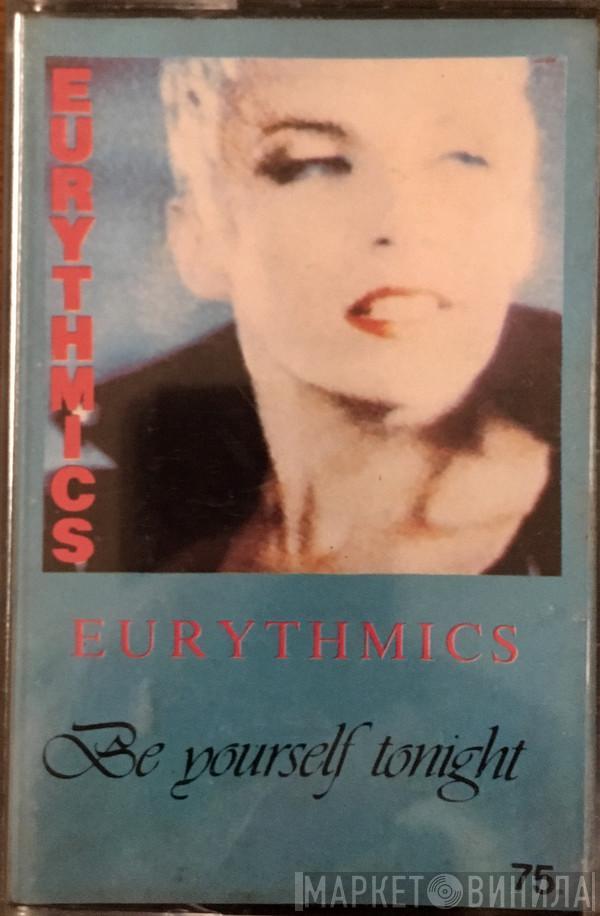 EURYTHMICS
EURYTHMICS
Be yourself tonight
75
МАРКЕТ ВИНИЛА